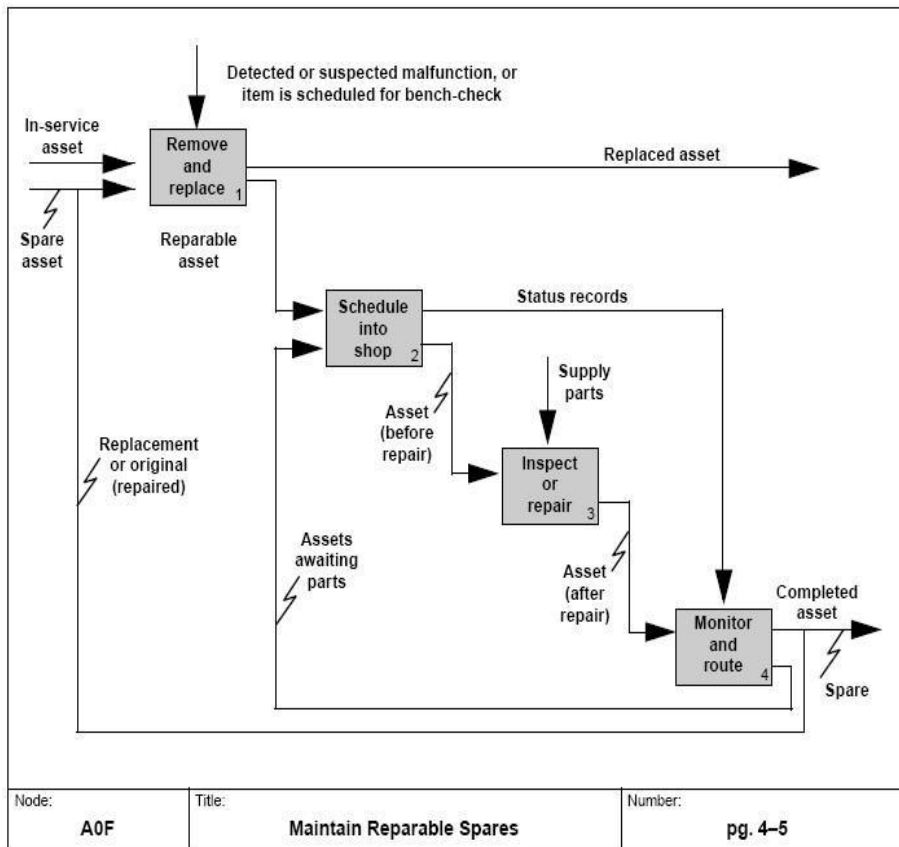 Detected or suspected malfunction, or
item is scheduled for bench-check
In-service
asset
Remove
and
replace
1
Replaced asset
Spare
asset
Reparable
asset
Schedule
into
shop
2
Status records
Supply
parts
Asset
(before
repair)
Inspect
or
repair
3
Replacement
or original
(repaired)
Assets
awaiting
parts
Asset
(after
repair)
Monitor
and
route
4
Completed
asset
Spare
Node:
A0F
Title:
Maintain Reparable Spares
Number:
pg. 4–5